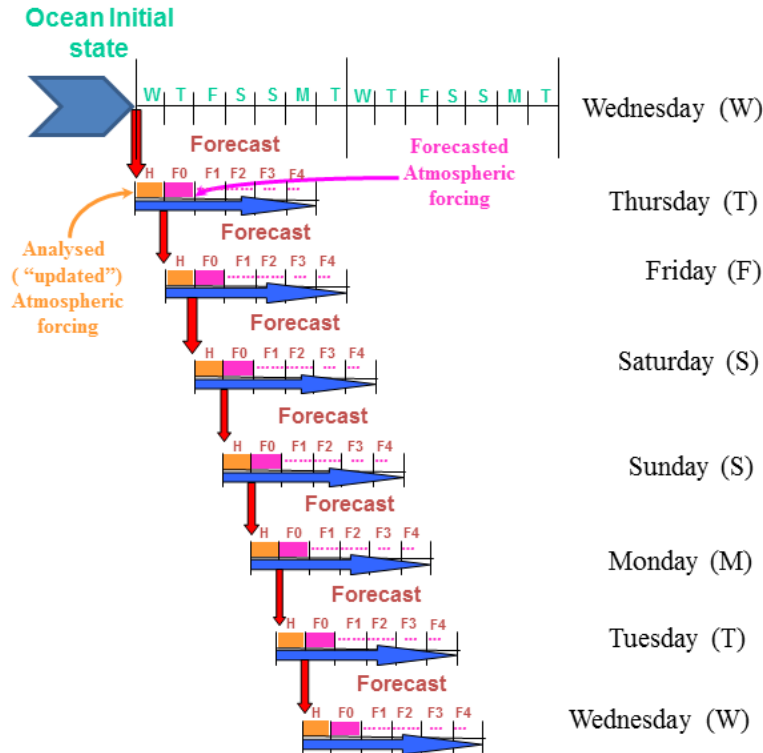 Ocean Initial
state
W T F S S M T W T F S S M T
Wednesday (W)
Forecast
Forecasted
Atmospheric
forcing
H F0 F1 F2 F3 F4
Thursday (T)
Analysed
( “updated”)
Atmospheric
forcing
Forecast
H F0 F1 F2 F3 F4
Friday (F)
Forecast
H F0 F1 F2 F3 F4
Saturday (S)
Forecast
H F0 F1 F2 F3 F4
Sunday (S)
Forecast
H F0 F1 F2 F3 F4
Monday (M)
Forecast
H F0 F1 F2 F3 F4
Tuesday (T)
Forecast
H F0 F1 F2 F3 F4
Wednesday (W)